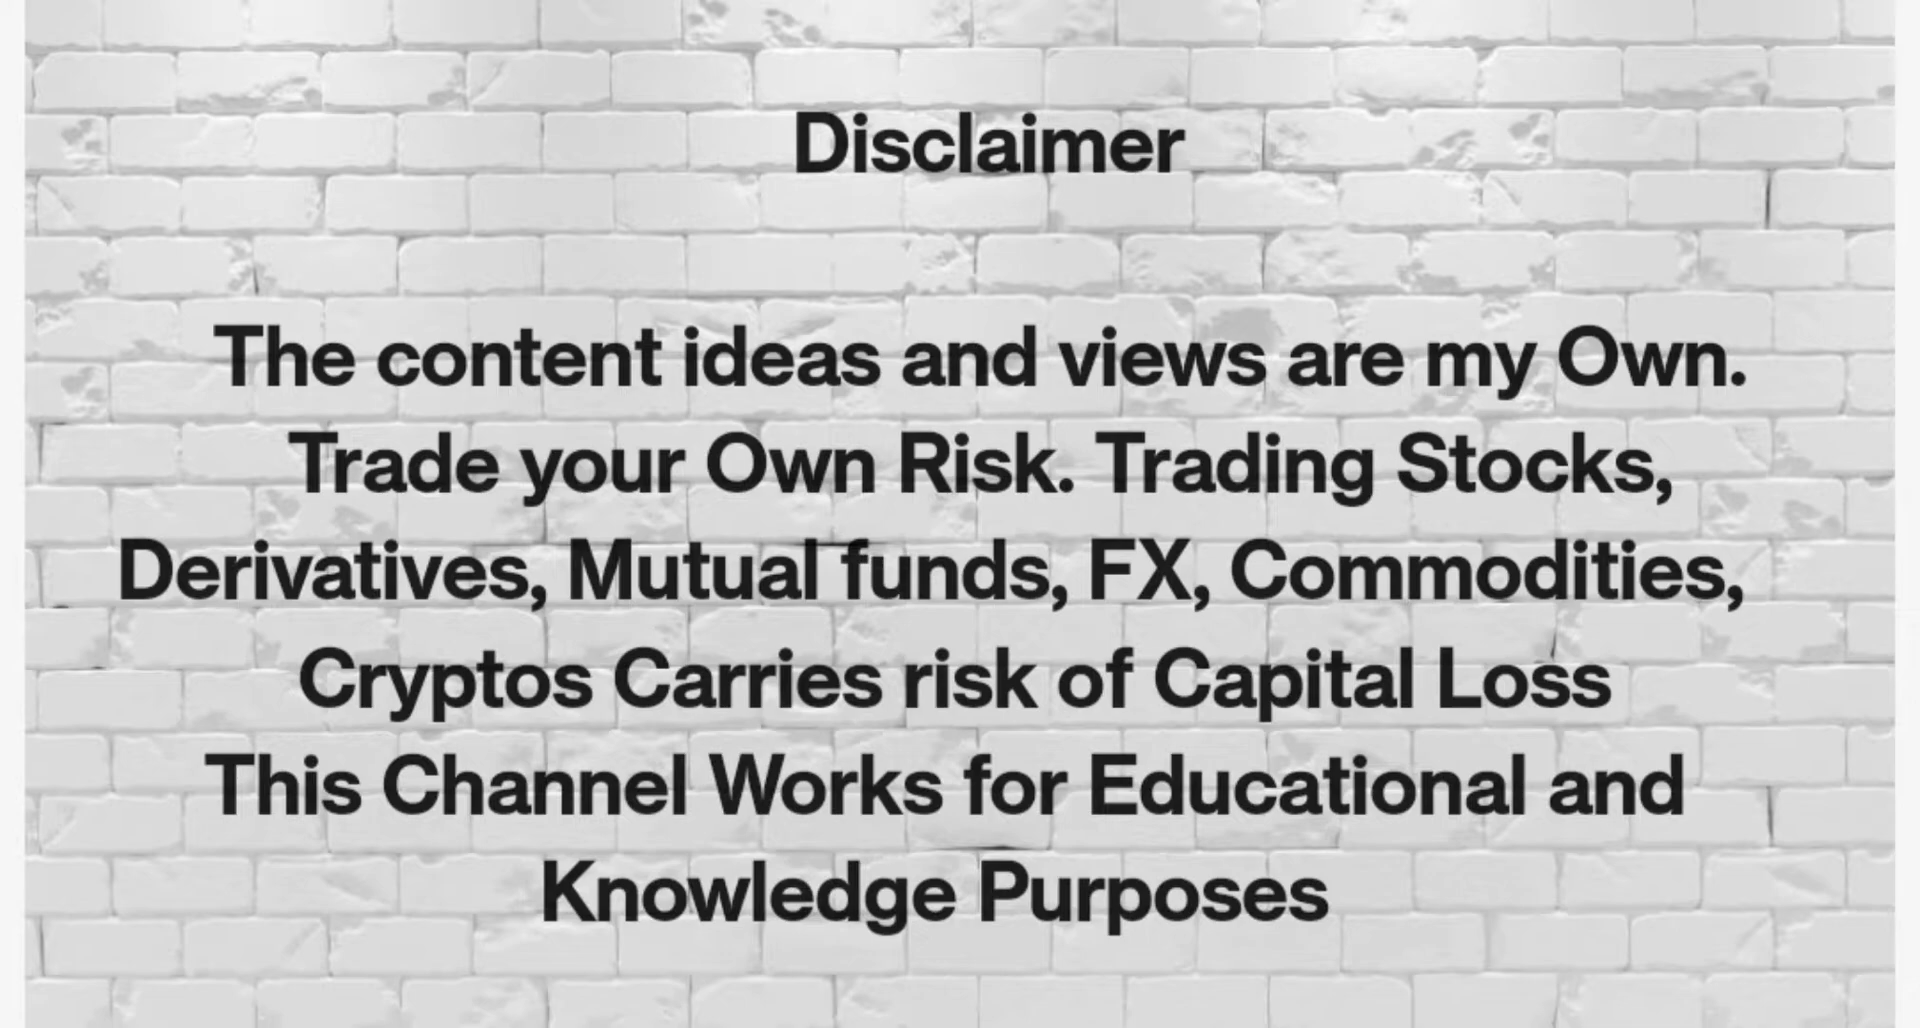 Disclaimer
The content ideas and views are my Own.
Trade your Own Risk. Trading Stocks,
Derivatives, Mutual funds, FX, Commodities,
Cryptos Carries risk of Capital Loss
This Channel Works for Educational and
Knowledge Purposes